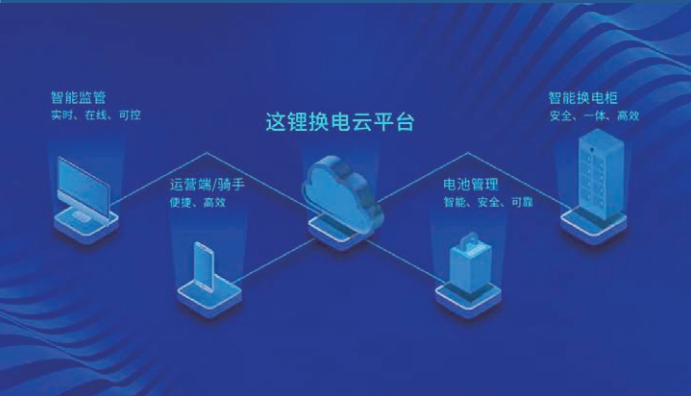 智能监管
实时、在线、可控
智能换电柜
安全、一体、高效
这锂换电云平台
运营端/骑手
便捷、高效
电池管理
智能、安全、可靠